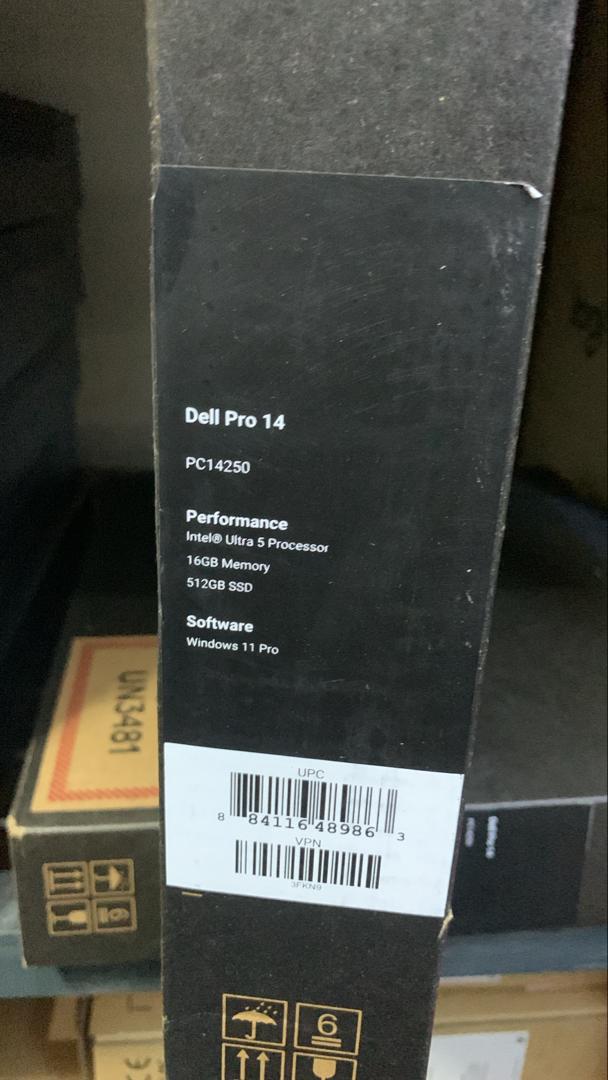 Dell Pro 14
PC14250
Performance
Intel® Ultra 5 Processor
16GB Memory
512GB SSD
Software
Windows 11 Pro
UN3481
UPC
8 84116 48986 3
VPN
3FKN9
6
6
CE